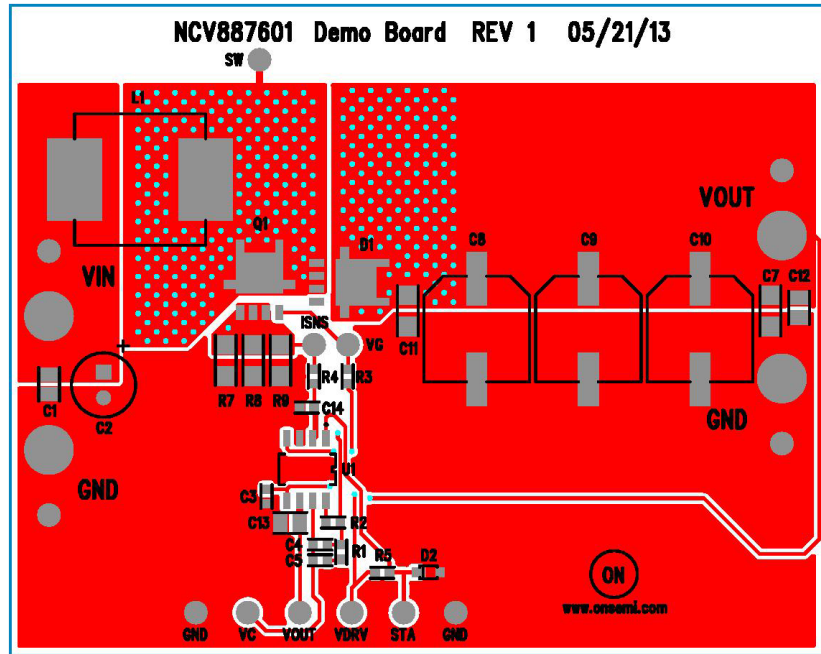 NCV887601 Demo Board REV 1 05/21/13
SW
L1
VOUT
Q1
D1
C8
C9
C10
VIN
C7
C12
ISNS
VG
C11
+
C1
C2
R7
R8
R9
R4
R3
C14
GND
GND
U1
C3
C13
R2
C4
C5
R1
R5
D2
ON
www.onsemi.com
GND
VC
VOUT
VDRV
STA
GND